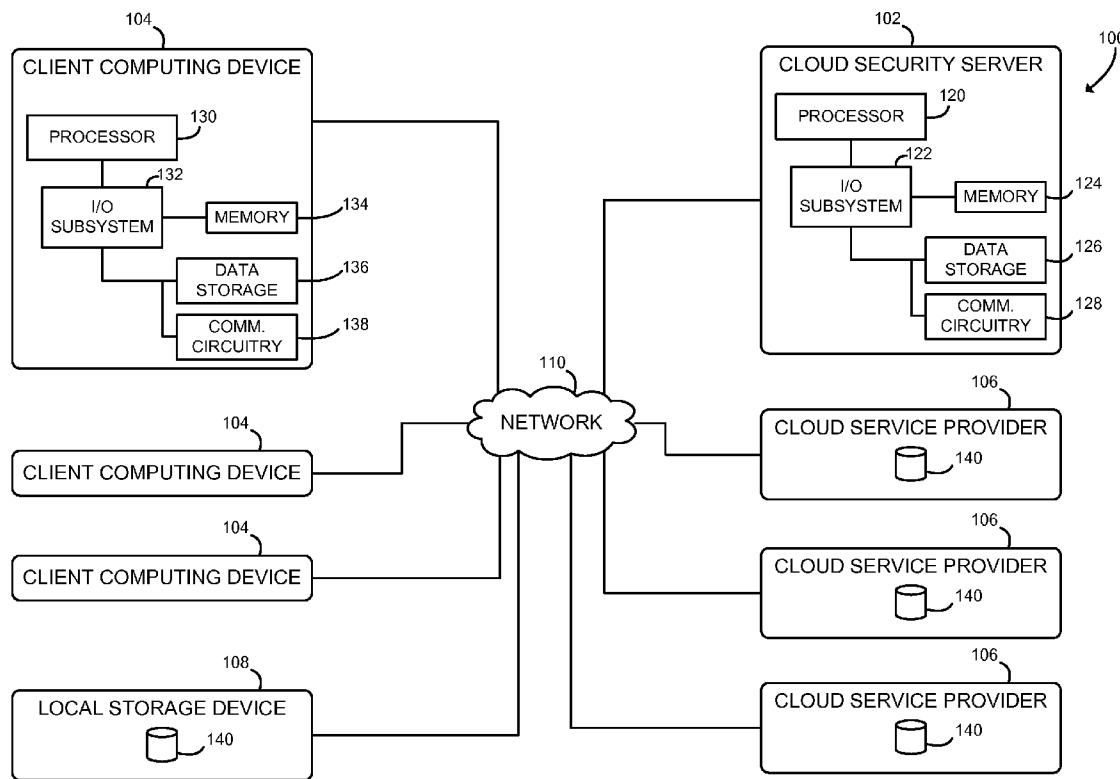 104
CLIENT COMPUTING DEVICE
130
PROCESSOR
132
I/O
SUBSYSTEM
134
MEMORY
136
DATA
STORAGE
138
COMM.
CIRCUITRY
102
100
CLOUD SECURITY SERVER
120
PROCESSOR
122
I/O
SUBSYSTEM
124
MEMORY
126
DATA
STORAGE
128
COMM.
CIRCUITRY
110
NETWORK
104
CLIENT COMPUTING DEVICE
104
CLIENT COMPUTING DEVICE
108
LOCAL STORAGE DEVICE
140
106
CLOUD SERVICE PROVIDER
140
106
CLOUD SERVICE PROVIDER
140
106
CLOUD SERVICE PROVIDER
140